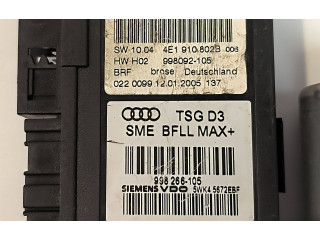 SW 10.04 4E1 910 802B 006
HW H02 998092-105
BRF brose Deutschland
022 0099 12.01.2005 137
TSG D3
SME BFLL MAX+
998 266-105
SIEMENS VDO 5WK4 5672EBF